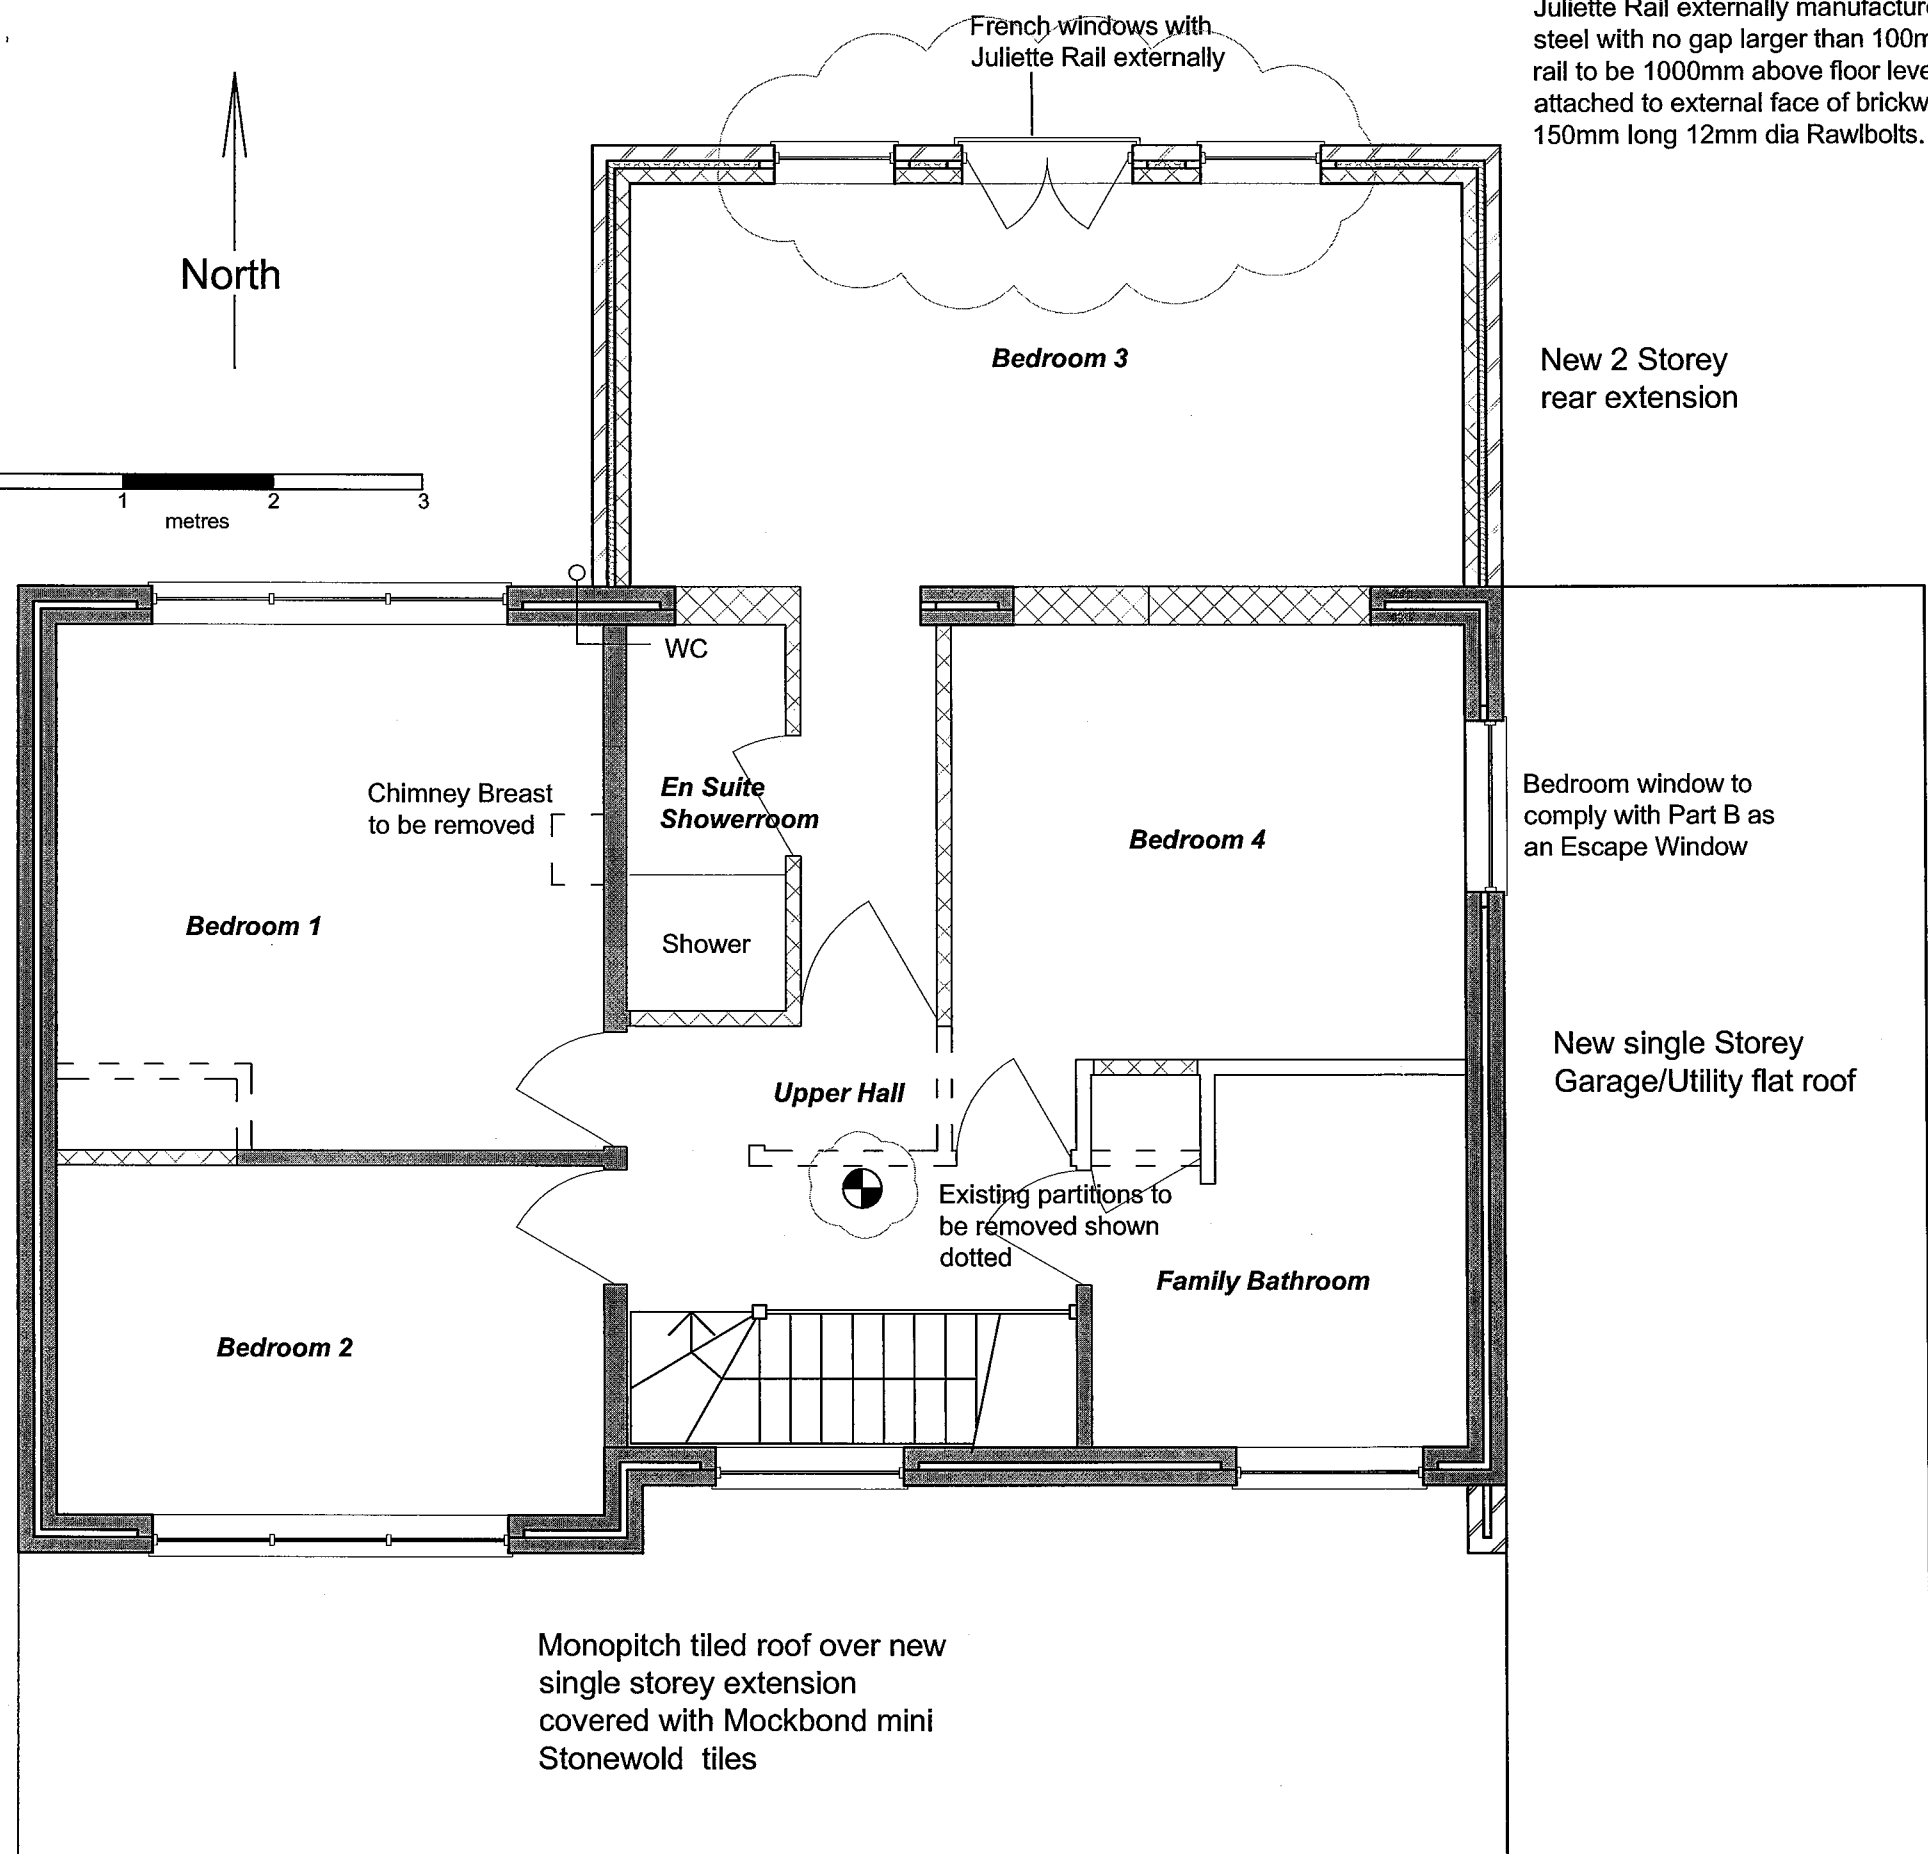 French windows with
Juliette Rail externally
Juliette Rail externally
steel with no gap larger than
rail to be 1000mm above floor
attached to external face of
150mm long 12mm dia Rawlbolts.
North
Bedroom 3
New 2 Storey
rear extension
1
2
3
metres
WC
Chimney Breast
to be removed
En Suite
Showerroom
Bedroom 4
Bedroom window to
comply with Part B as
an Escape Window
Bedroom 1
Shower
New single Storey
Garage/Utility flat roof
Upper Hall
Existing partitions to
be removed shown
dotted
Family Bathroom
Bedroom 2
Monopitch tiled roof over new
single storey extension
covered with Mockbond mini
Stonewold tiles